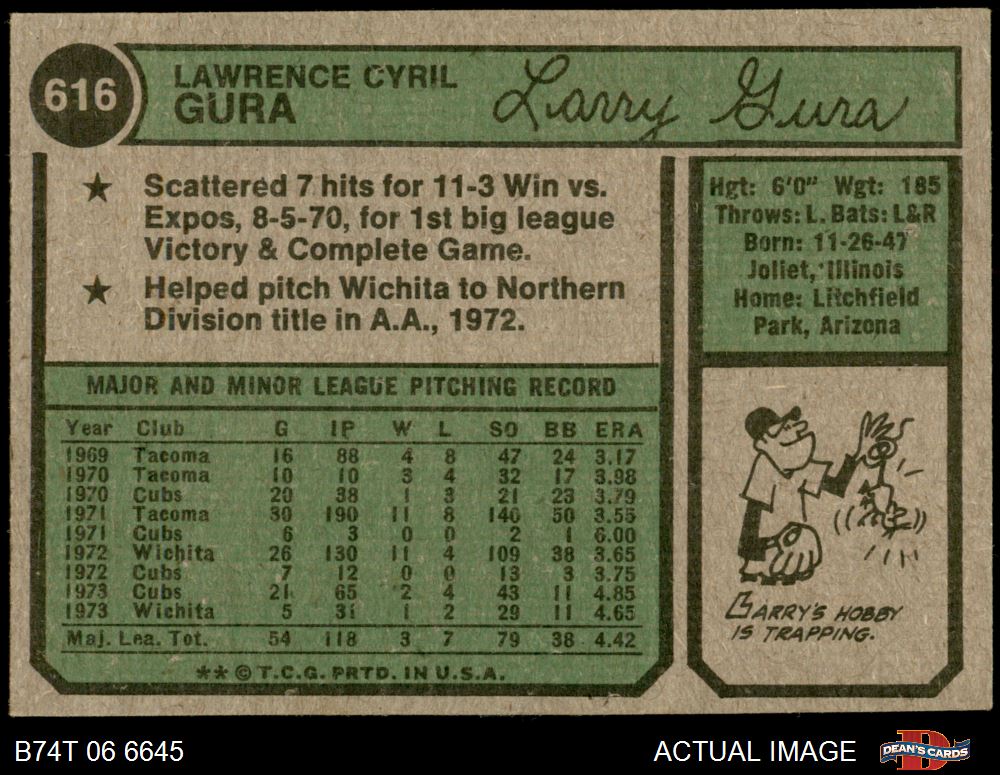 616
LAWRENCE CYRIL
GURA
Larry Gura
★ Scattered 7 hits for 11-3 Win vs.
Expos, 8-5-70, for 1st big league
Victory & Complete Game.
★ Helped pitch Wichita to Northern
Division title in A.A., 1972.
Hgt: 6'0" Wgt: 185
Throws: L. Bats: L&R
Born: 11-26-47
Joliet, Illinois
Home: Litchfield
Park, Arizona
MAJOR AND MINOR LEAGUE PITCHING RECORD
Year Club G IP W L SO BB ERA
1969 Tacoma 16 88 4 8 47 24 3.17
1970 Tacoma 10 10 3 4 32 17 3.98
1970 Cubs 20 38 1 3 21 23 3.79
1971 Tacoma 30 190 11 8 140 50 3.55
1971 Cubs 6 3 0 0 2 1 6.00
1972 Wichita 26 130 11 4 109 38 3.65
1972 Cubs 7 12 0 0 13 3 3.75
1973 Cubs 21 65 2 4 43 11 4.85
1973 Wichita 5 31 1 2 29 11 4.65
Maj. Lea. Tot. 54 118 3 7 79 38 4.42
** © T.C.G. PRTD. IN U.S.A.
BARRY'S HOBBY
IS TRAPPING.
B74T 06 6645
ACTUAL IMAGE
DEAN'S CARDS